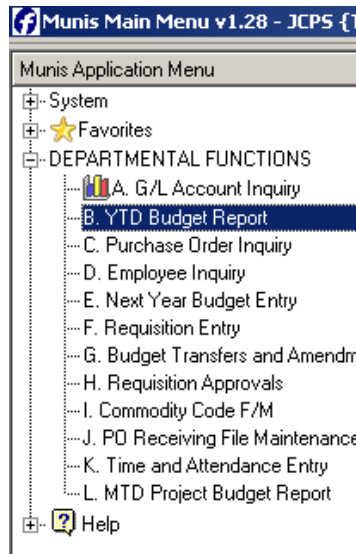 Munis Main Menu v1.28 - JCPS {T
Munis Application Menu
System
Favorites
DEPARTMENTAL FUNCTIONS
A. G/L Account Inquiry
B. YTD Budget Report
C. Purchase Order Inquiry
D. Employee Inquiry
E. Next Year Budget Entry
F. Requisition Entry
G. Budget Transfers and Amendm
H. Requisition Approvals
I. Commodity Code F/M
J. PO Receiving File Maintenance
K. Time and Attendance Entry
L. MTD Project Budget Report
Help